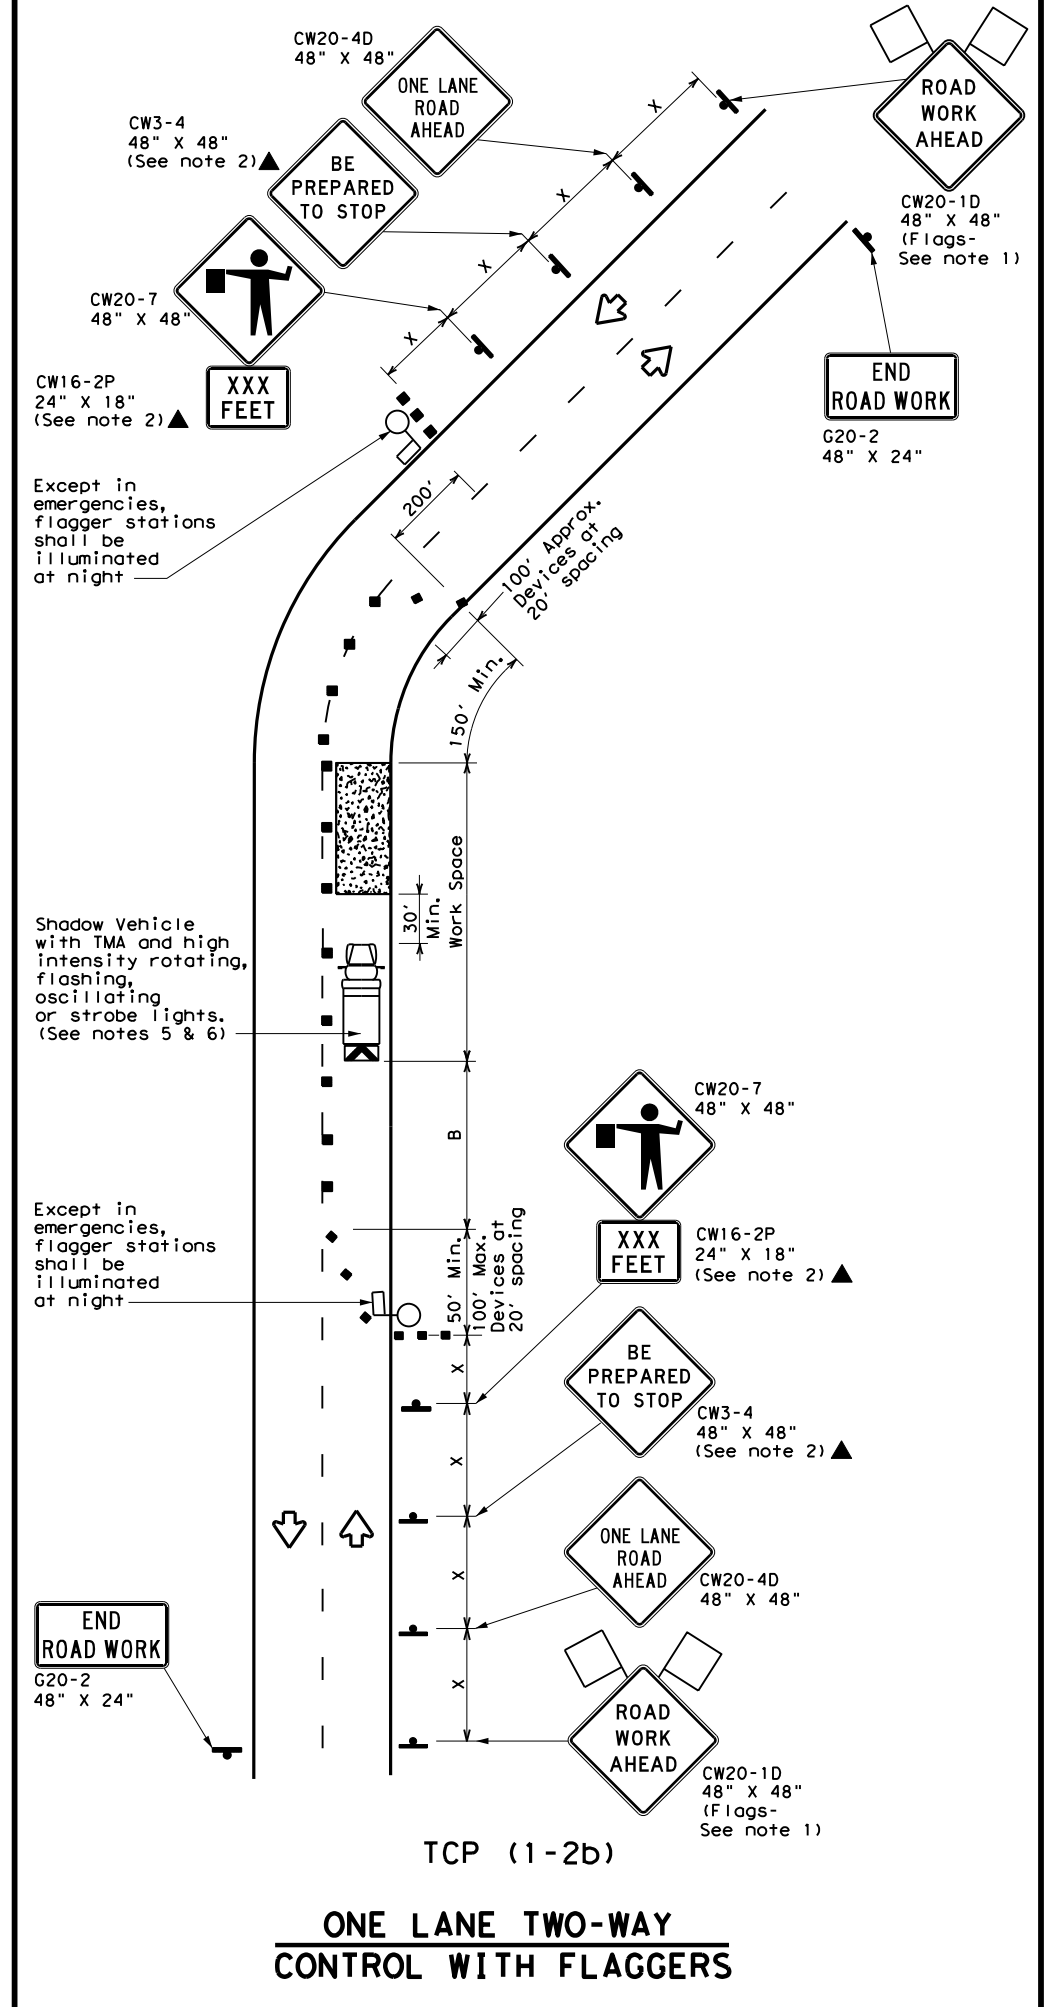 CW20-4D
48" X 48"
ONE LANE
ROAD
AHEAD
ROAD
WORK
AHEAD
CW20-1D
48" X 48"
(Flags-
See note 1)
CW3-4
48" X 48"
(See note 2)
BE
PREPARED
TO STOP
X
X
X
X
CW20-7
48" X 48"
CW16-2P
24" X 18"
(See note 2)
XXX
FEET
END
ROAD WORK
G20-2
48" X 24"
Except in
emergencies,
flagger stations
shall be
illuminated
at night
200'
100' Approx.
Devices at
20' spacing
150' Min.
Work Space
30'
Min.
Shadow Vehicle
with TMA and high
intensity rotating,
flashing,
oscillating
or strobe lights.
(See notes 5 & 6)
B
CW20-7
48" X 48"
XXX
FEET
CW16-2P
24" X 18"
(See note 2)
Except in
emergencies,
flagger stations
shall be
illuminated
at night
50' Min.
100' Max.
Devices at
20' spacing
X
BE
PREPARED
TO STOP
CW3-4
48" X 48"
(See note 2)
X
ONE LANE
ROAD
AHEAD
CW20-4D
48" X 48"
X
END
ROAD WORK
G20-2
48" X 24"
X
ROAD
WORK
AHEAD
CW20-1D
48" X 48"
(Flags-
See note 1)
TCP (1-2b)
ONE LANE TWO-WAY
CONTROL WITH FLAGGERS